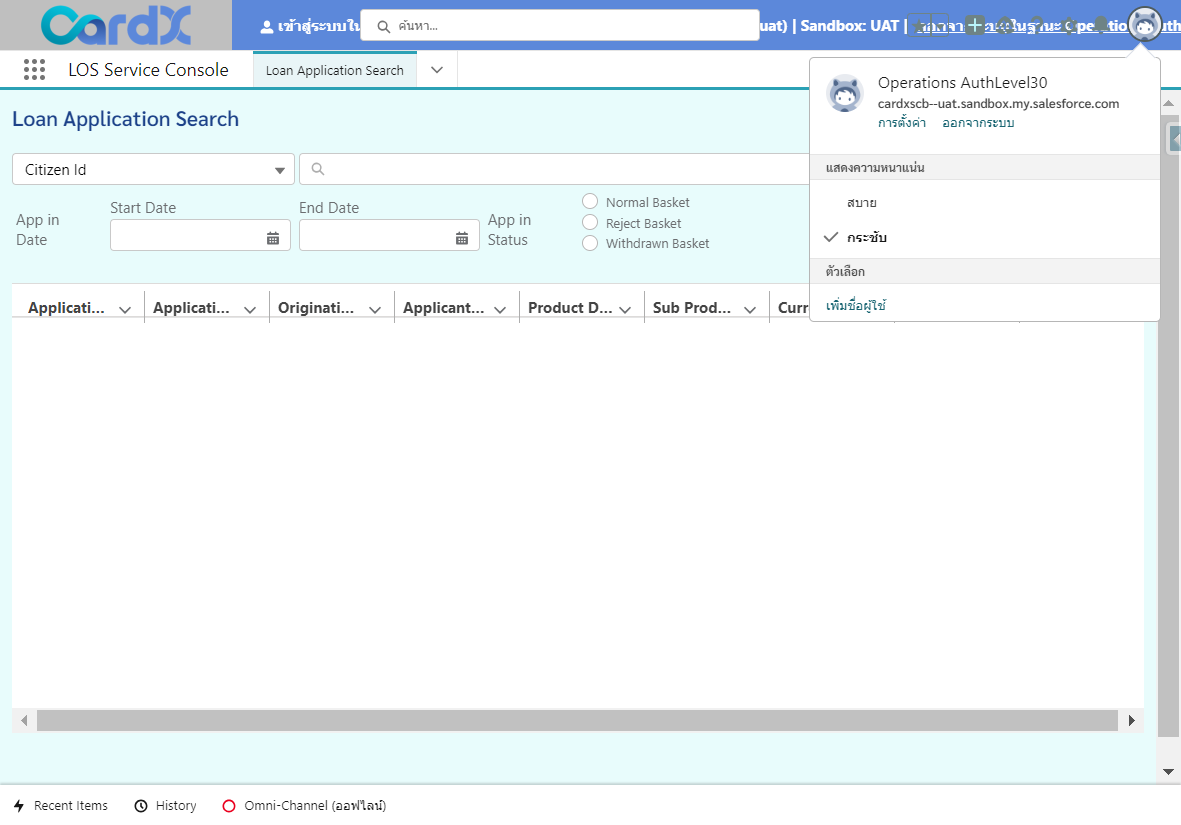 CardX
เข้าสู่ระบบใน
ค้นหา...
uat) | Sandbox: UAT |
LOS Service Console
Loan Application Search
Operations AuthLevel30
cardxscb--uat.sandbox.my.salesforce.com
การตั้งค่า ออกจากระบบ
แสดงความหนาแน่น
สบาย
กระชับ
ตัวเลือก
เพิ่มชื่อผู้ใช้
Loan Application Search
Citizen Id
App in Date
Start Date
End Date
App in Status
Normal Basket
Reject Basket
Withdrawn Basket
Applicati... Applicati... Originati... Applicant... Product D... Sub Prod... Curr
Recent Items History Omni-Channel (ออฟไลน์)